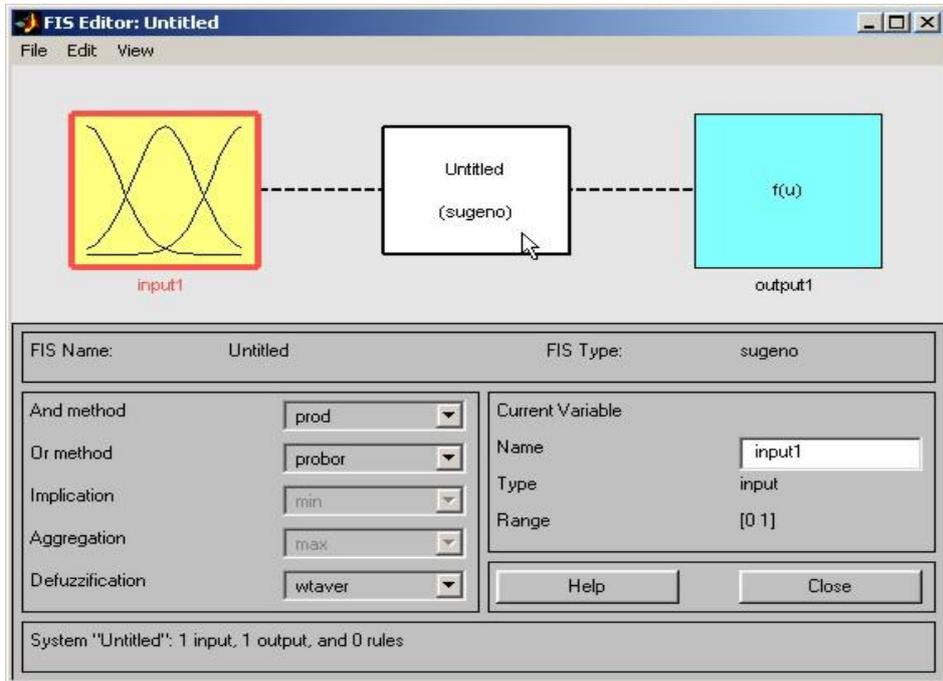 FIS Editor: Untitled
File Edit View
Untitled
(sugeno)
f(u)
input1
output1
FIS Name: Untitled FIS Type: sugeno
And method prod
Or method probor
Implication min
Aggregation max
Defuzzification wtaver
Current Variable
Name input1
Type input
Range [0 1]
Help Close
System "Untitled": 1 input, 1 output, and 0 rules